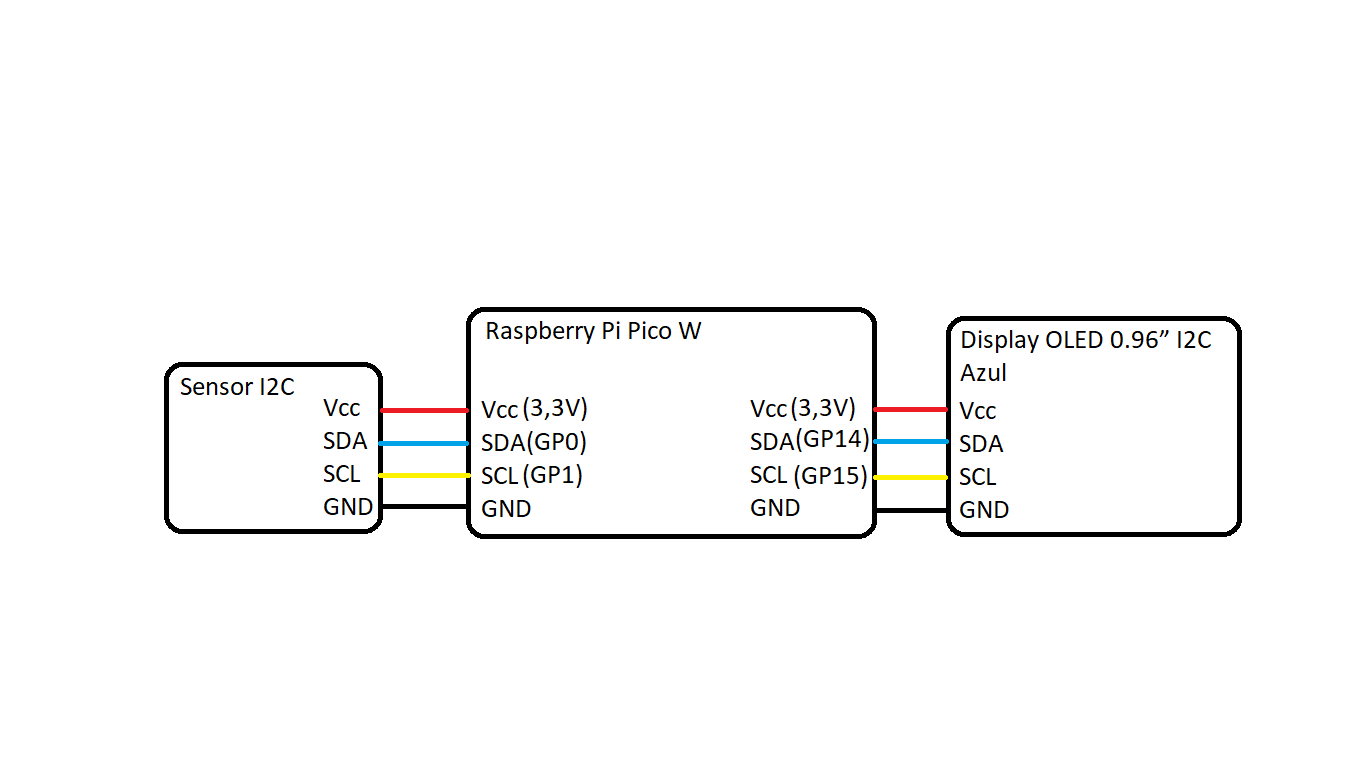 Sensor I2C
Vcc
SDA
SCL
GND
Raspberry Pi Pico W
Vcc (3,3V)
SDA(GP0)
SCL (GP1)
GND
Vcc (3,3V)
SDA(GP14)
SCL (GP15)
GND
Display OLED 0.96” I2C
Azul
Vcc
SDA
SCL
GND